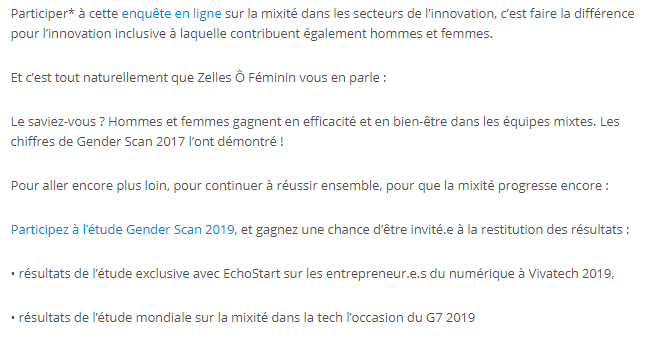 Participer* à cette enquête en ligne sur la mixité dans les secteurs de l’innovation, c’est faire la différence
pour l’innovation inclusive à laquelle contribuent également hommes et femmes.
Et c’est tout naturellement que Zelles Ô Féminin vous en parle :
Le saviez-vous ? Hommes et femmes gagnent en efficacité et en bien-être dans les équipes mixtes. Les
chiffres de Gender Scan 2017 l’ont démontré !
Pour aller encore plus loin, pour continuer à réussir ensemble, pour que la mixité progresse encore :
Participez à l’étude Gender Scan 2019, et gagnez une chance d’être invité.e à la restitution des résultats :
• résultats de l’étude exclusive avec EchoStart sur les entrepreneur.e.s du numérique à Vivatech 2019,
• résultats de l’étude mondiale sur la mixité dans la tech l’occasion du G7 2019